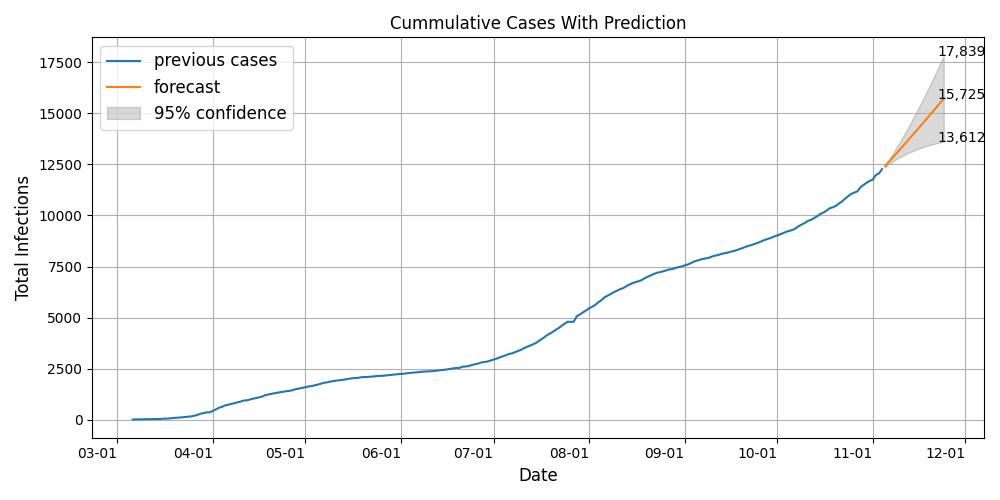 Cummulative Cases With Prediction
previous cases
forecast
95% confidence
17,839
15,725
13,612
17500
15000
12500
10000
7500
5000
2500
0
Total Infections
03-01 04-01 05-01 06-01 07-01 08-01 09-01 10-01 11-01 12-01
Date